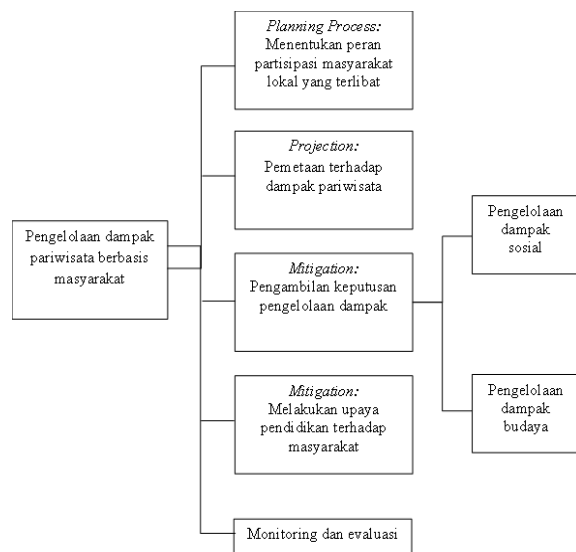 Planning Process:
Menentukan peran
partisipasi masyarakat
lokal yang terlibat
Projection:
Pemetaan terhadap
dampak pariwisata
Pengelolaan dampak
pariwisata berbasis
masyarakat
Mitigation:
Pengambilan keputusan
pengelolaan dampak
Pengelolaan
dampak
sosial
Mitigation:
Melakukan upaya
pendidikan terhadap
masyarakat
Pengelolaan
dampak
budaya
Monitoring dan evaluasi